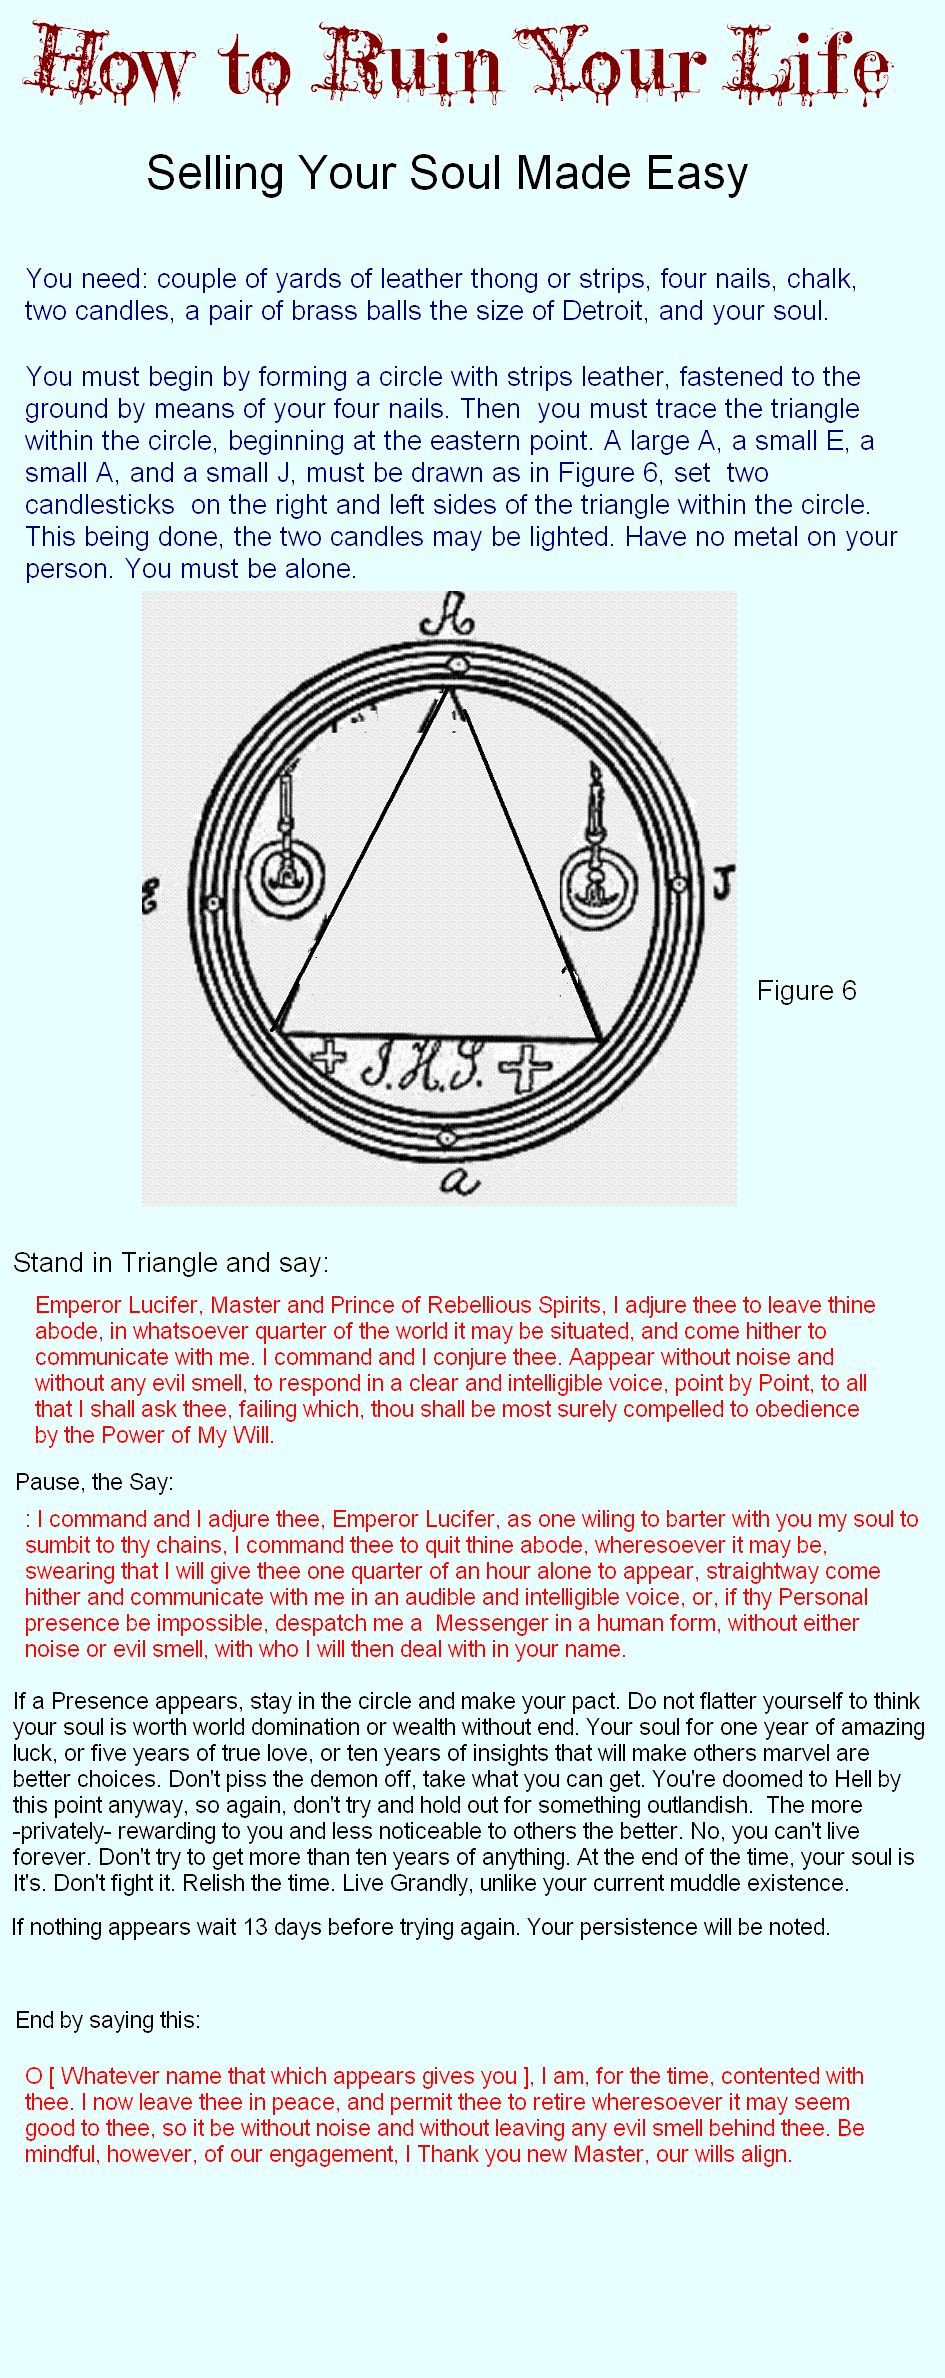 How to Ruin Your Life
Selling Your Soul Made Easy
You need: couple of yards of leather thong or strips, four nails, chalk,
two candles, a pair of brass balls the size of Detroit, and your soul.
You must begin by forming a circle with strips leather, fastened to the
ground by means of your four nails. Then  you must trace the triangle
within the circle, beginning at the eastern point. A large A, a small E, a
small A, and a small J, must be drawn as in Figure 6, set  two
candlesticks  on the right and left sides of the triangle within the circle.
This being done, the two candles may be lighted. Have no metal on your
person. You must be alone.
A
E
J
Figure 6
J.H.S.
a
Stand in Triangle and say:
Emperor Lucifer, Master and Prince of Rebellious Spirits, I adjure thee to leave thine
abode, in whatsoever quarter of the world it may be situated, and come hither to
communicate with me. I command and I conjure thee. Aappear without noise and
without any evil smell, to respond in a clear and intelligible voice, point by Point, to all
that I shall ask thee, failing which, thou shall be most surely compelled to obedience
by the Power of My Will.
Pause, the Say:
: I command and I adjure thee, Emperor Lucifer, as one wiling to barter with you my soul to
sumbit to thy chains, I command thee to quit thine abode, wheresoever it may be,
swearing that I will give thee one quarter of an hour alone to appear, straightway come
hither and communicate with me in an audible and intelligible voice, or, if thy Personal
presence be impossible, despatch me a  Messenger in a human form, without either
noise or evil smell, with who I will then deal with in your name.
If a Presence appears, stay in the circle and make your pact. Do not flatter yourself to think
your soul is worth world domination or wealth without end. Your soul for one year of amazing
luck, or five years of true love, or ten years of insights that will make others marvel are
better choices. Don't piss the demon off, take what you can get. You're doomed to Hell by
this point anyway, so again, don't try and hold out for something outlandish.  The more
-privately- rewarding to you and less noticeable to others the better. No, you can't live
forever. Don't try to get more than ten years of anything. At the end of the time, your soul is
It's. Don't fight it. Relish the time. Live Grandly, unlike your current muddle existence.
If nothing appears wait 13 days before trying again. Your persistence will be noted.
End by saying this:
O [ Whatever name that which appears gives you ], I am, for the time, contented with
thee. I now leave thee in peace, and permit thee to retire wheresoever it may seem
good to thee, so it be without noise and without leaving any evil smell behind thee. Be
mindful, however, of our engagement, I Thank you new Master, our wills align.